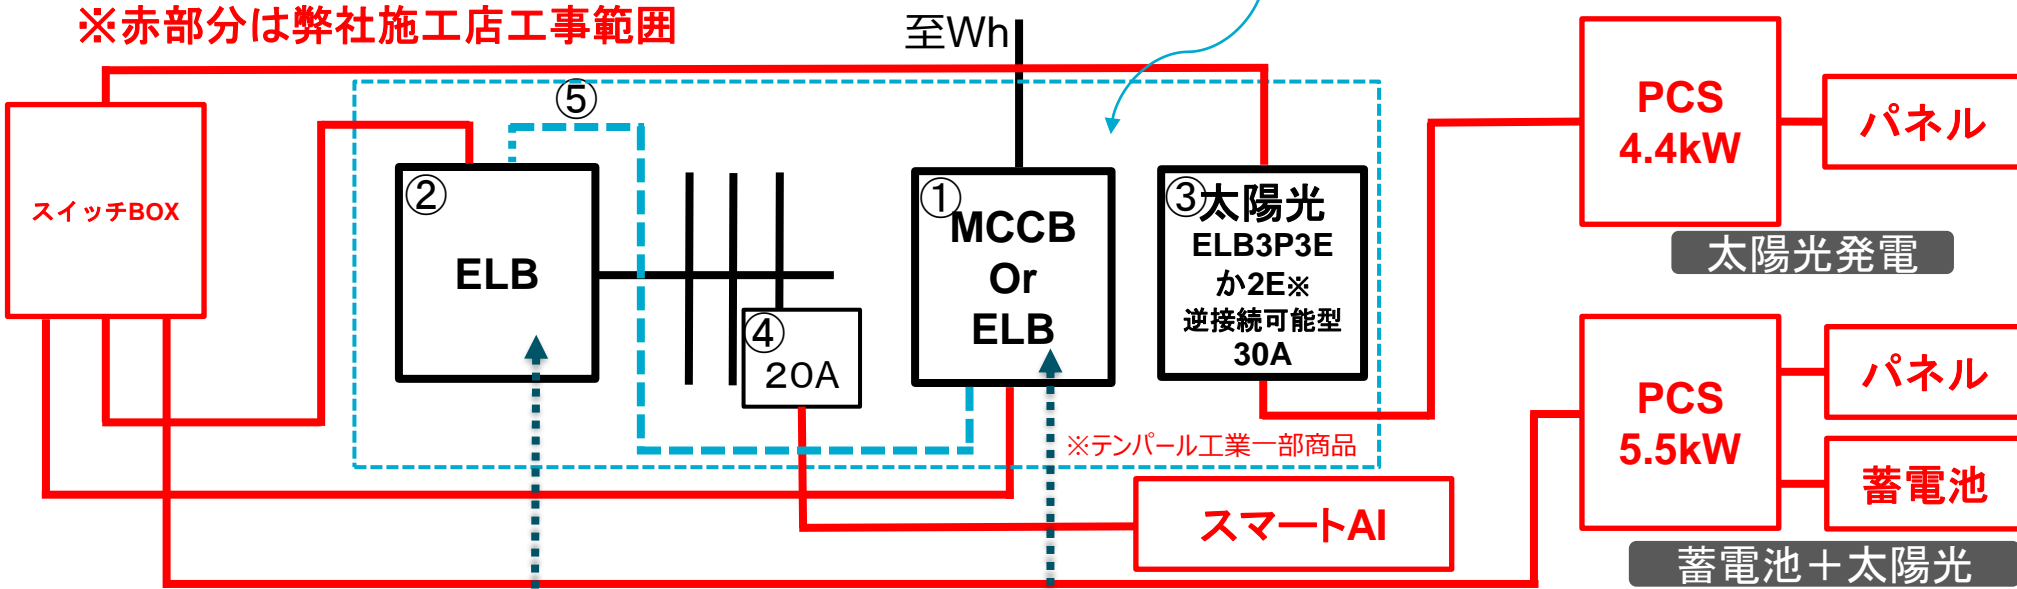 ※赤部分は弊社施工店工事範囲
至Wh
⑤
スイッチBOX
②
ELB
④
20A
①
MCCB
Or
ELB
③太陽光
ELB3P3E
か2E※
逆接続可能型
30A
※テンパール工業一部商品
スマートAI
PCS
4.4kW
パネル
太陽光発電
PCS
5.5kW
パネル
蓄電池
蓄電池＋太陽光